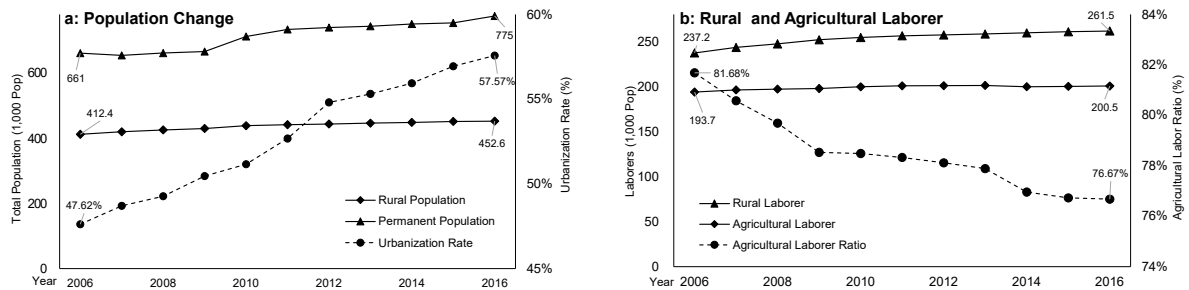 a: Population Change
Total Population (1,000 Pop)
0
200
400
600
661
412.4
47.62%
775
57.57%
452.6
Rural Population
Permanent Population
Urbanization Rate
60%
55%
50%
45%
Urbanization Rate (%)
Year 2006 2008 2010 2012 2014 2016
b: Rural and Agricultural Laborer
Laborers (1,000 Pop)
250
200
150
100
50
0
237.2
81.68%
193.7
261.5
200.5
76.67%
Rural Laborer
Agricultural Laborer
Agricultural Laborer Ratio
84%
82%
80%
78%
76%
74%
Agricultural Labor Ratio (%)
Year 2006 2008 2010 2012 2014 2016